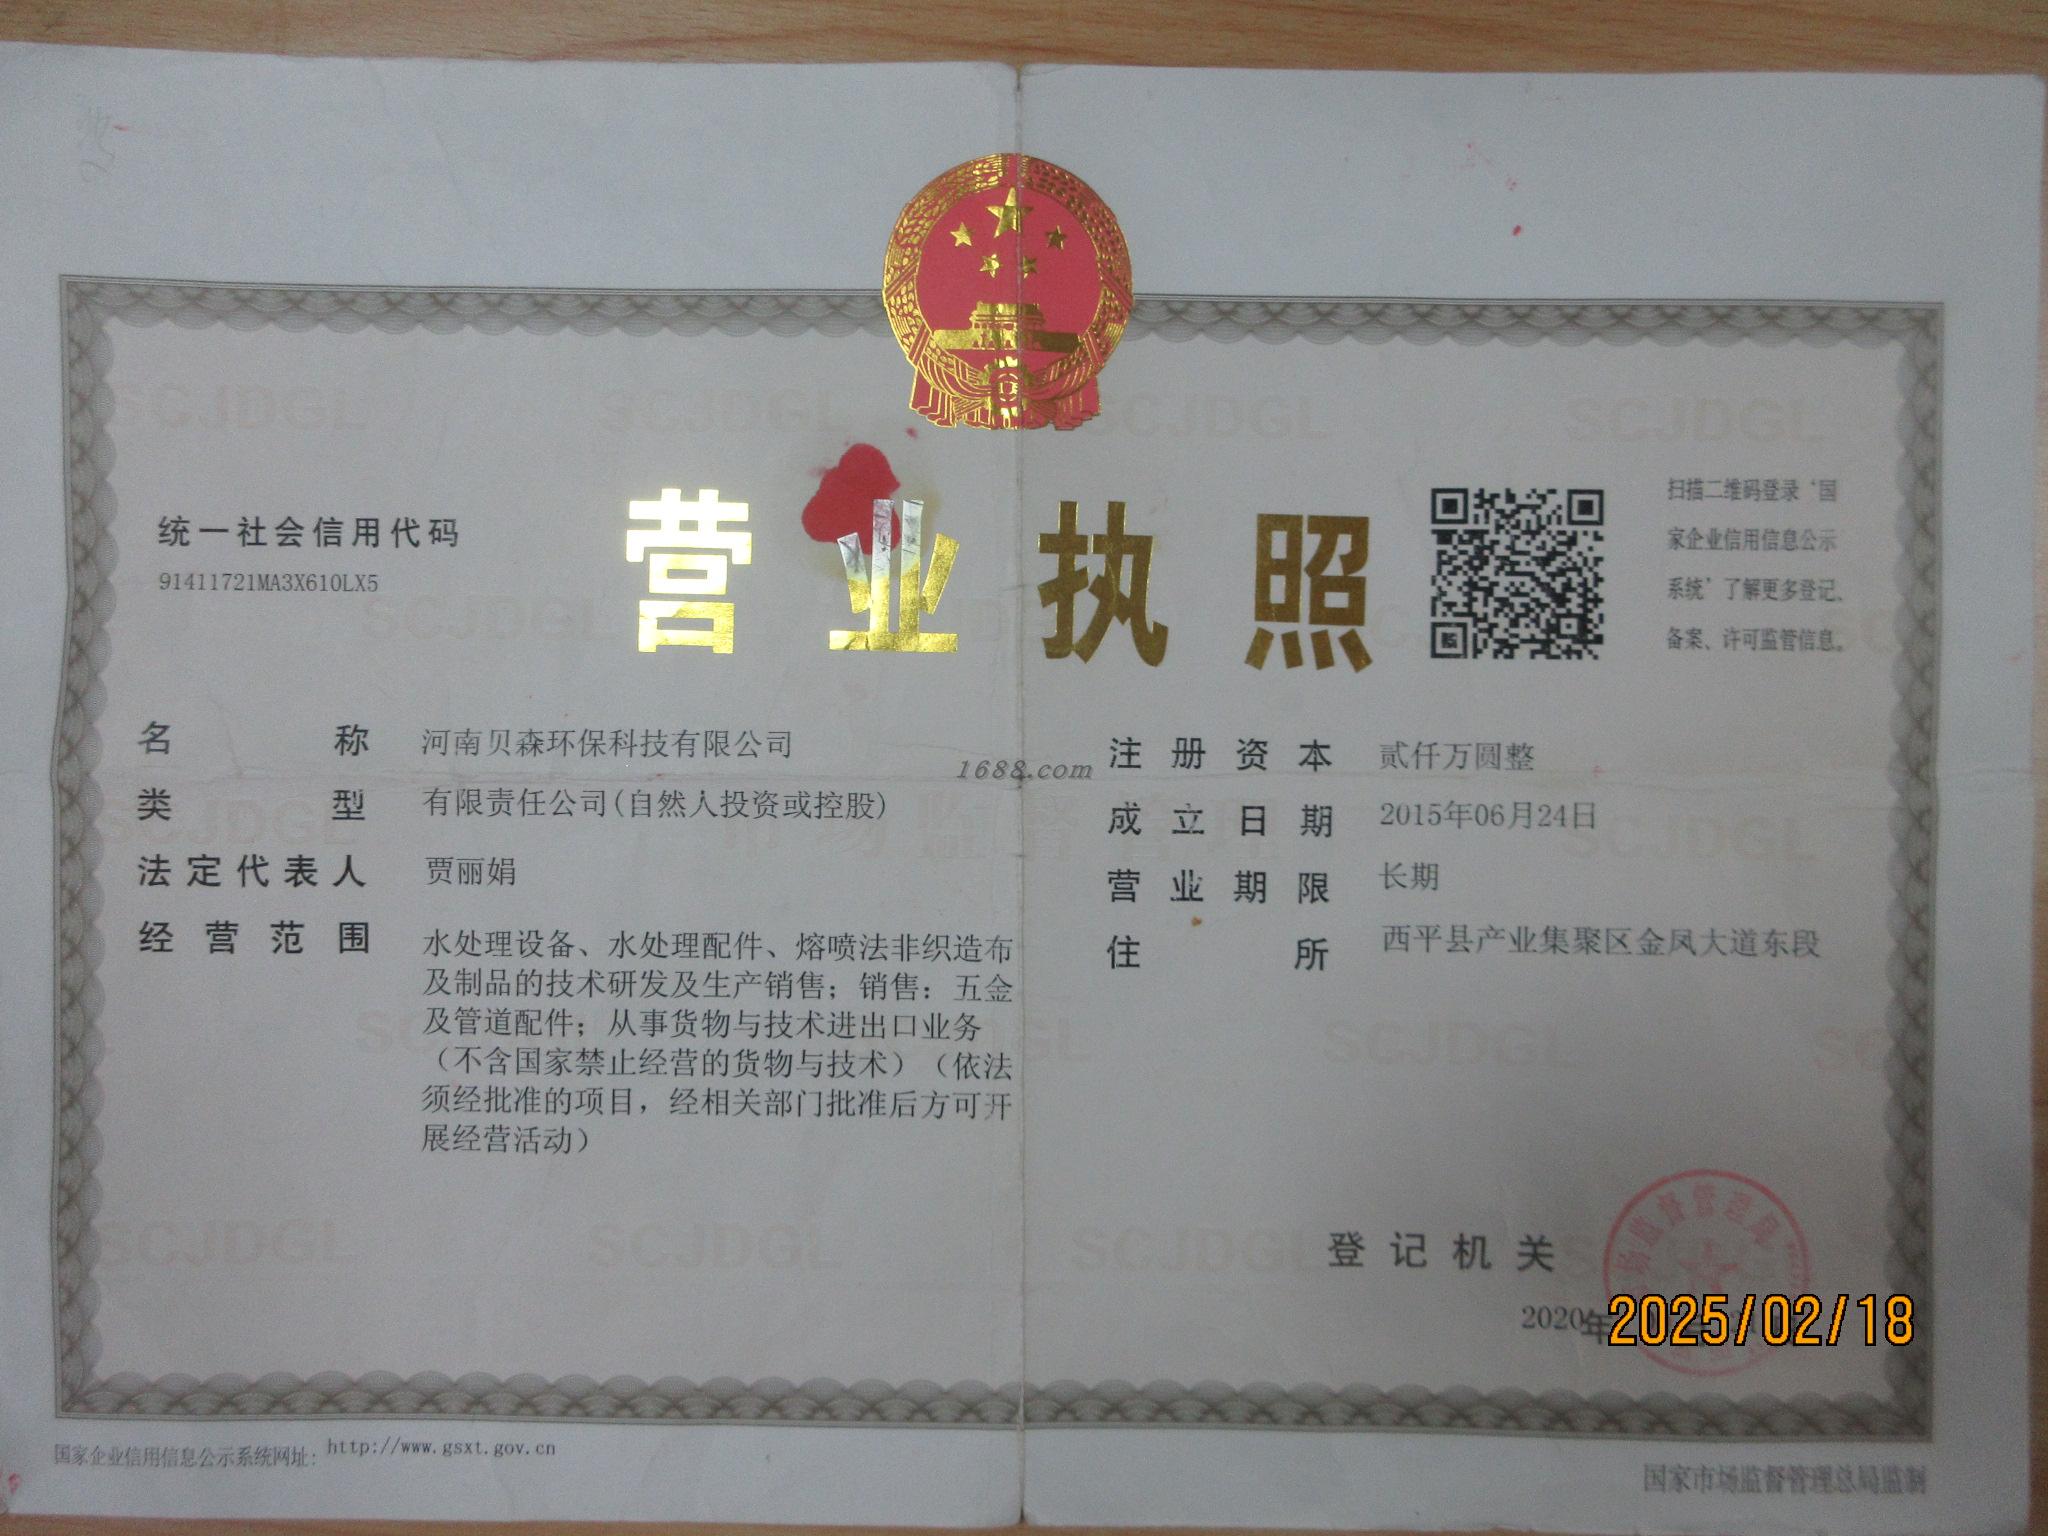 营业执照
统一社会信用代码
91411721MA3X610LX5
扫描二维码登录‘国
家企业信用信息公示
系统’了解更多登记、
备案、许可监管信息。
名称 河南贝森环保科技有限公司
类型 有限责任公司(自然人投资或控股)
法定代表人 贾丽娟
经营范围 水处理设备、水处理配件、熔喷法非织造布
及制品的技术研发及生产销售；销售：五金
及管道配件；从事货物与技术进出口业务
（不含国家禁止经营的货物与技术）（依法
须经批准的项目，经相关部门批准后方可开
展经营活动）
1688.com
注册资本 贰仟万圆整
成立日期 2015年06月24日
营业期限 长期
住所 西平县产业集聚区金凤大道东段
登记机关
场监督管理局
2020年
2025/02/18
国家企业信用信息公示系统网址：http://www.gsxt.gov.cn
国家市场监督管理总局监制
SCJDGL